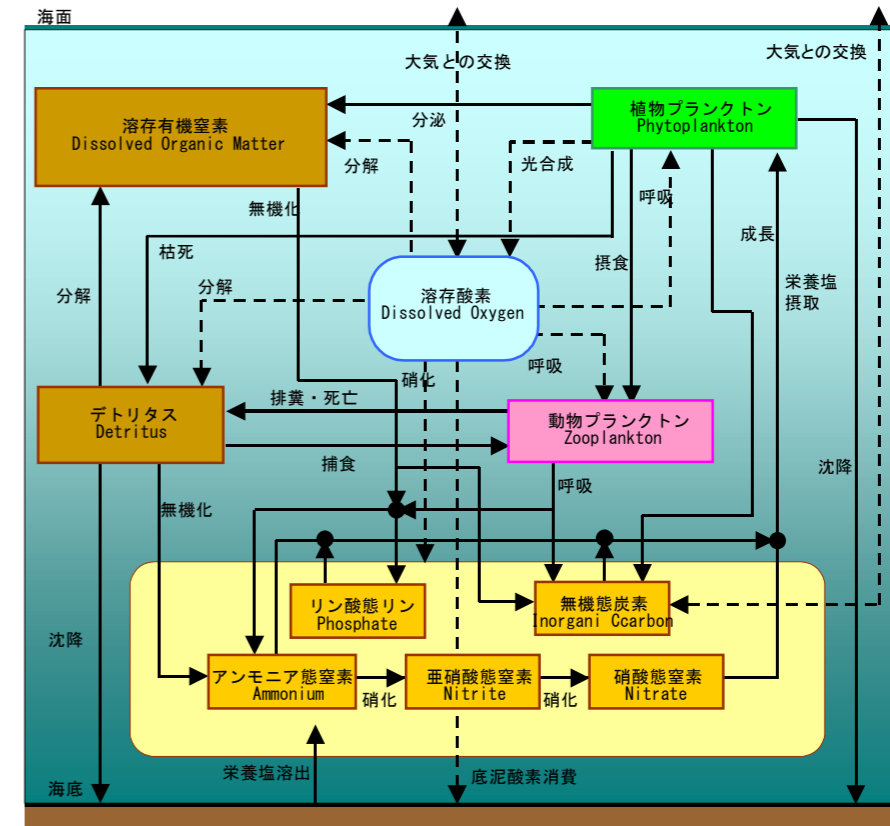 海面
大気との交換
大気との交換
溶存有機窒素
Dissolved Organic Matter
植物プランクトン
Phytoplankton
分泌
分解
光合成
呼吸
無機化
成長
枯死
摂食
栄養塩
摂取
分解
分解
溶存酸素
Dissolved Oxygen
硝化
呼吸
排糞・死亡
デトリタス
Detritus
動物プランクトン
Zooplankton
捕食
沈降
呼吸
無機化
リン酸態リン
Phosphate
無機態炭素
Inorgani Ccarbon
沈降
アンモニア態窒素
Ammonium
硝化
亜硝酸態窒素
Nitrite
硝化
硝酸態窒素
Nitrate
栄養塩溶出
底泥酸素消費
海底